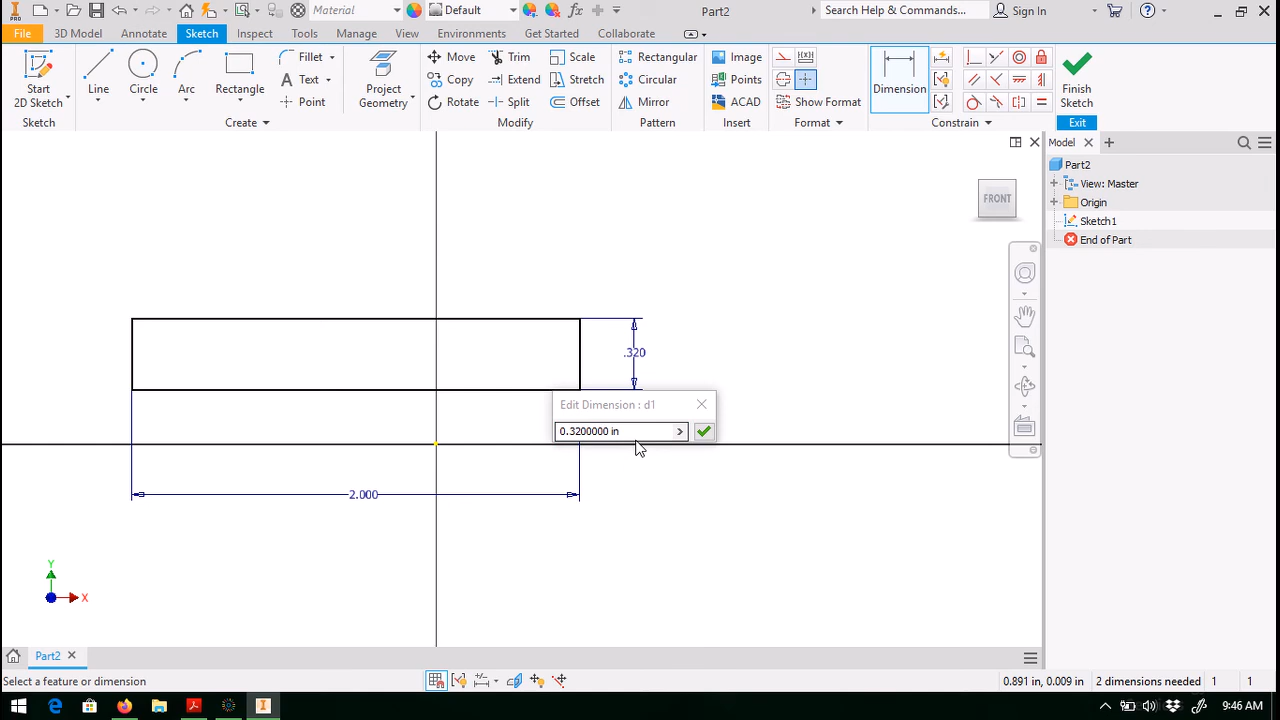 PRO
Material
Default
Part2
Search Help & Commands...
Sign In
File
3D Model
Annotate
Sketch
Inspect
Tools
Manage
View
Environments
Get Started
Collaborate
Start
2D Sketch
Line
Circle
Arc
Rectangle
Fillet
Text
Point
Project
Geometry
Move
Copy
Rotate
Trim
Extend
Split
Scale
Stretch
Offset
Rectangular
Circular
Mirror
Image
Points
ACAD
Show Format
Dimension
Finish
Sketch
Sketch
Create
Modify
Pattern
Insert
Format
Constrain
Exit
Model
Part2
View: Master
Origin
Sketch1
End of Part
FRONT
.320
Edit Dimension : d1
0.3200000 in
2.000
Y
X
Part2
Select a feature or dimension
0.891 in, 0.009 in
2 dimensions needed
1
1
9:46 AM